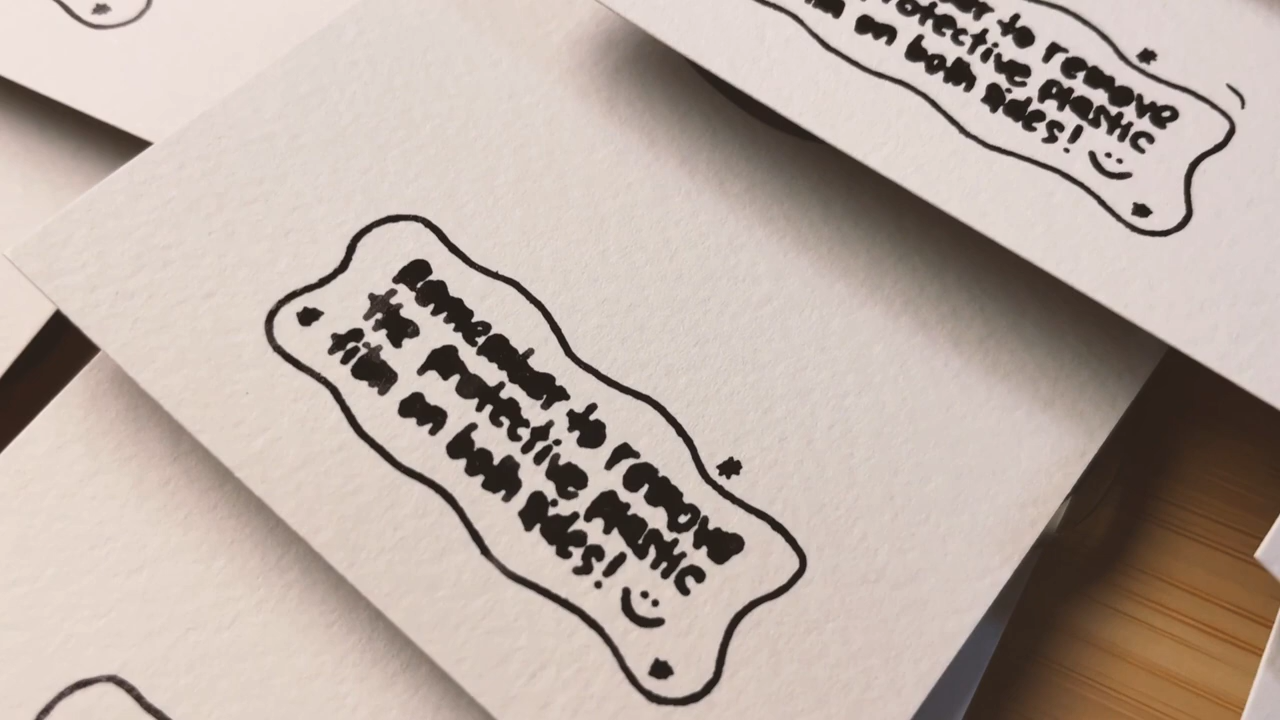 Remember to remove
the protective plastic
film on both sides!
to remove
protective plastic
on both sides!